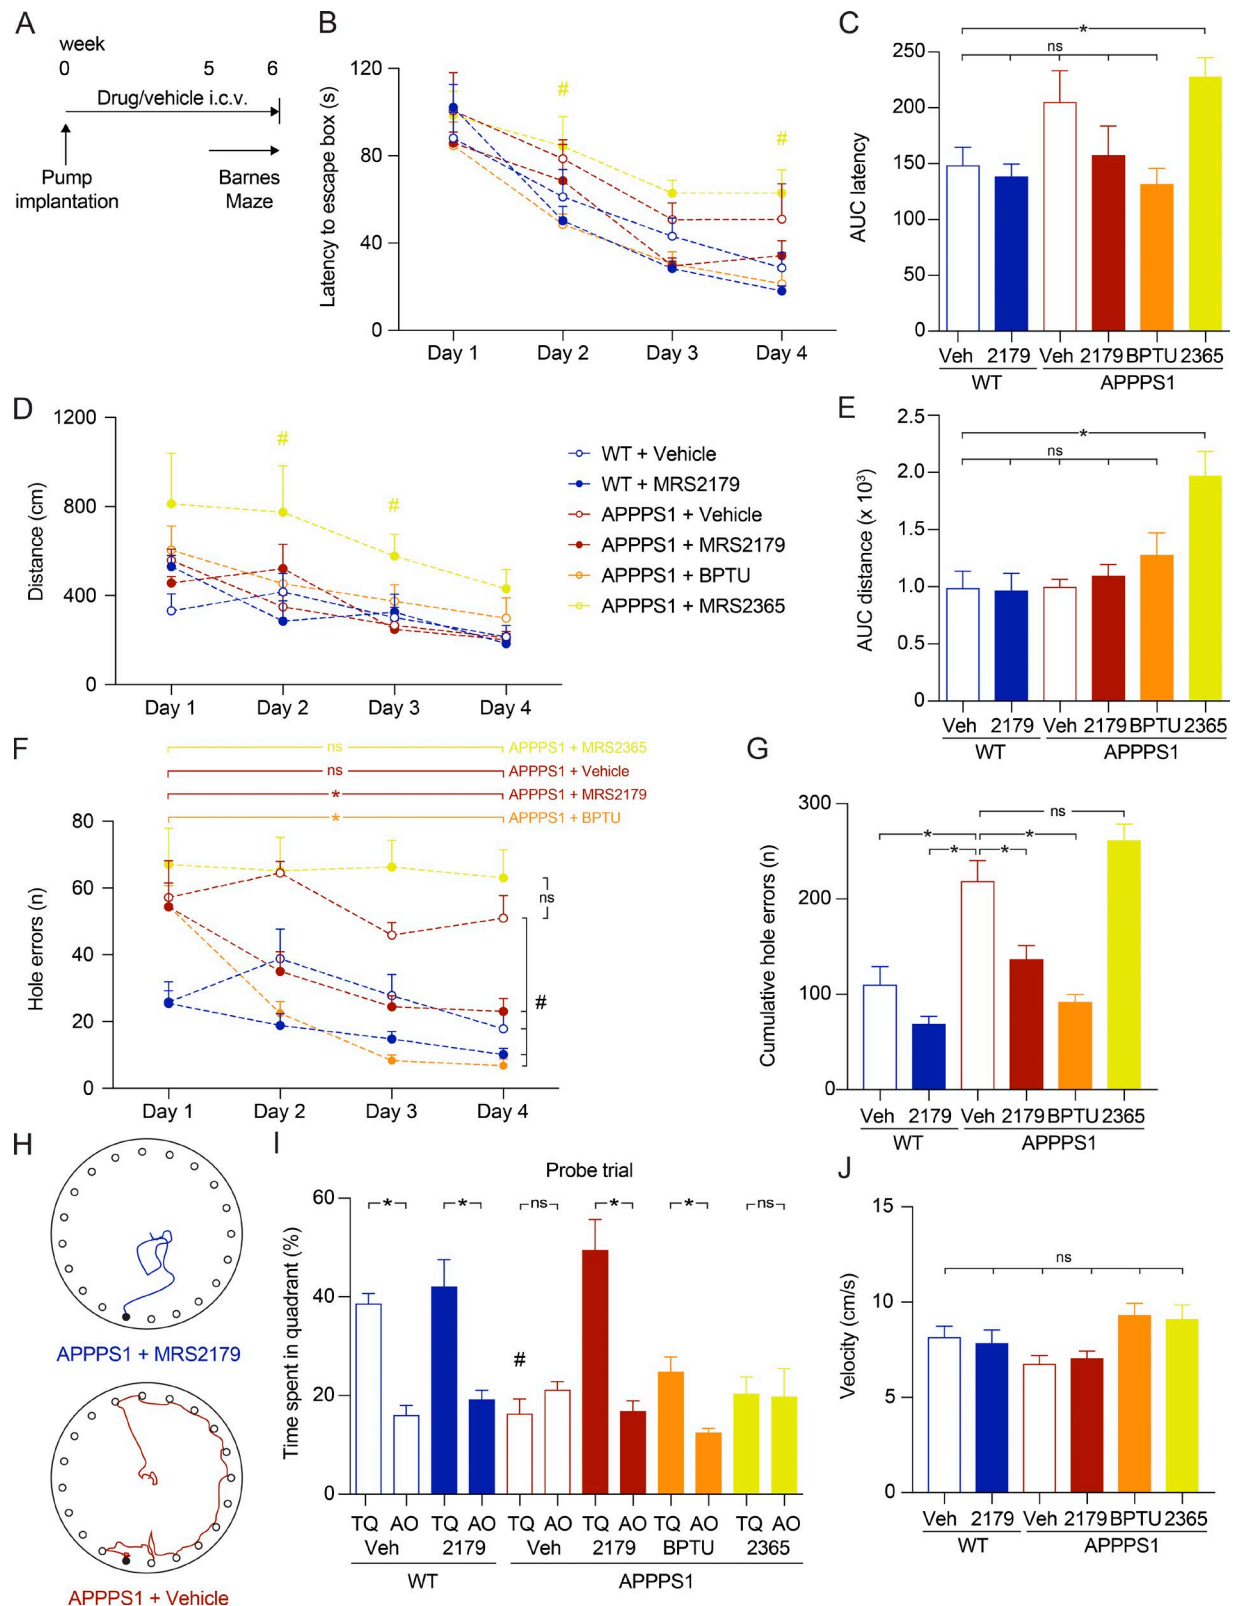 A
week
0 5 6
Drug/vehicle i.c.v.
Pump
implantation
Barnes
Maze
B
Latency to escape box (s)
120
80
40
0
# #
Day 1 Day 2 Day 3 Day 4
C
AUC latency
250
200
150
100
50
0
*
ns
Veh 2179 Veh 2179 BPTU 2365
WT APPPS1
D
Distance (cm)
1200
800
400
0
# #
Day 1 Day 2 Day 3 Day 4
WT + Vehicle
WT + MRS2179
APPPS1 + Vehicle
APPPS1 + MRS2179
APPPS1 + BPTU
APPPS1 + MRS2365
E
AUC distance (x 10³)
2.5
2.0
1.5
1.0
0.5
0
*
ns
Veh 2179 Veh 2179 BPTU 2365
WT APPPS1
F
ns APPPS1 + MRS2365
ns APPPS1 + Vehicle
* APPPS1 + MRS2179
* APPPS1 + BPTU
Hole errors (n)
80
60
40
20
0
ns
#
Day 1 Day 2 Day 3 Day 4
G
Cumulative hole errors (n)
300
200
100
0
ns
* *
* *
Veh 2179 Veh 2179 BPTU 2365
WT APPPS1
H
APPPS1 + MRS2179
APPPS1 + Vehicle
I
Probe trial
Time spent in quadrant (%)
60
40
20
0
* * ns * * ns
#
TQ AO TQ AO TQ AO TQ AO TQ AO TQ AO
Veh 2179 Veh 2179 BPTU 2365
WT APPPS1
J
Velocity (cm/s)
15
10
5
0
ns
Veh 2179 Veh 2179 BPTU 2365
WT APPPS1